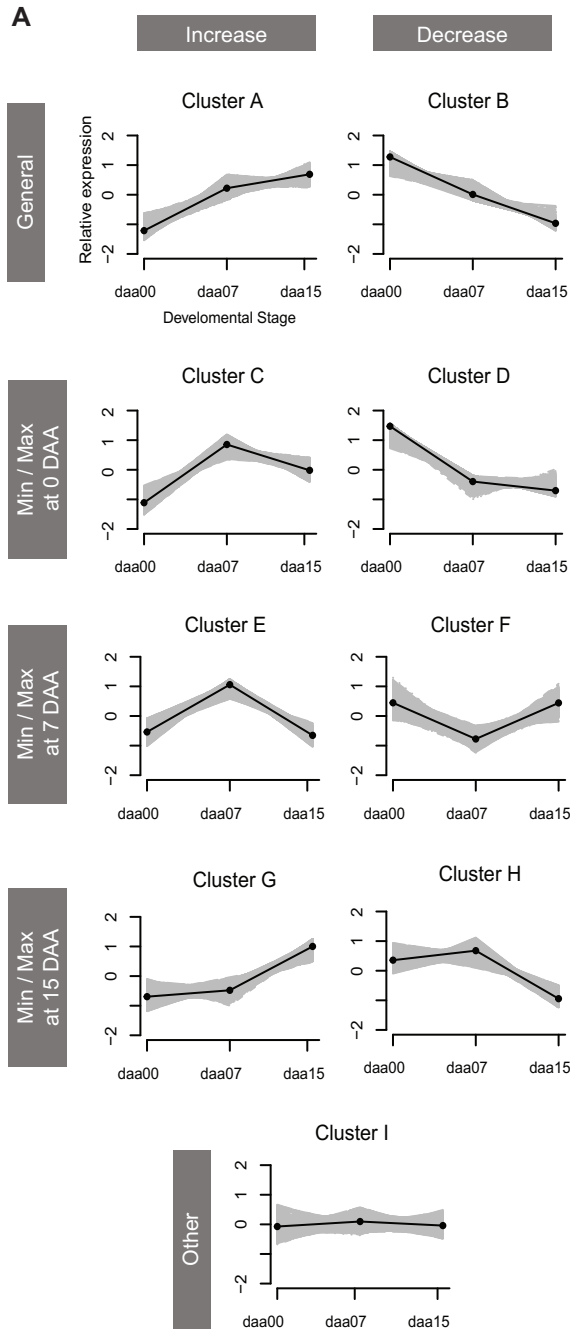 A
Increase
Decrease
General
Cluster A
Relative expression
2
1
0
−2
daa00
daa07
daa15
Develomental Stage
Cluster B
2
1
0
−2
daa00
daa07
daa15
Min / Max
at 0 DAA
Cluster C
2
1
0
−2
daa00
daa07
daa15
Cluster D
2
1
0
−2
daa00
daa07
daa15
Min / Max
at 7 DAA
Cluster E
2
1
0
−2
daa00
daa07
daa15
Cluster F
2
1
0
−2
daa00
daa07
daa15
Min / Max
at 15 DAA
Cluster G
2
1
0
−2
daa00
daa07
daa15
Cluster H
2
1
0
−2
daa00
daa07
daa15
Other
Cluster I
2
1
0
−2
daa00
daa07
daa15